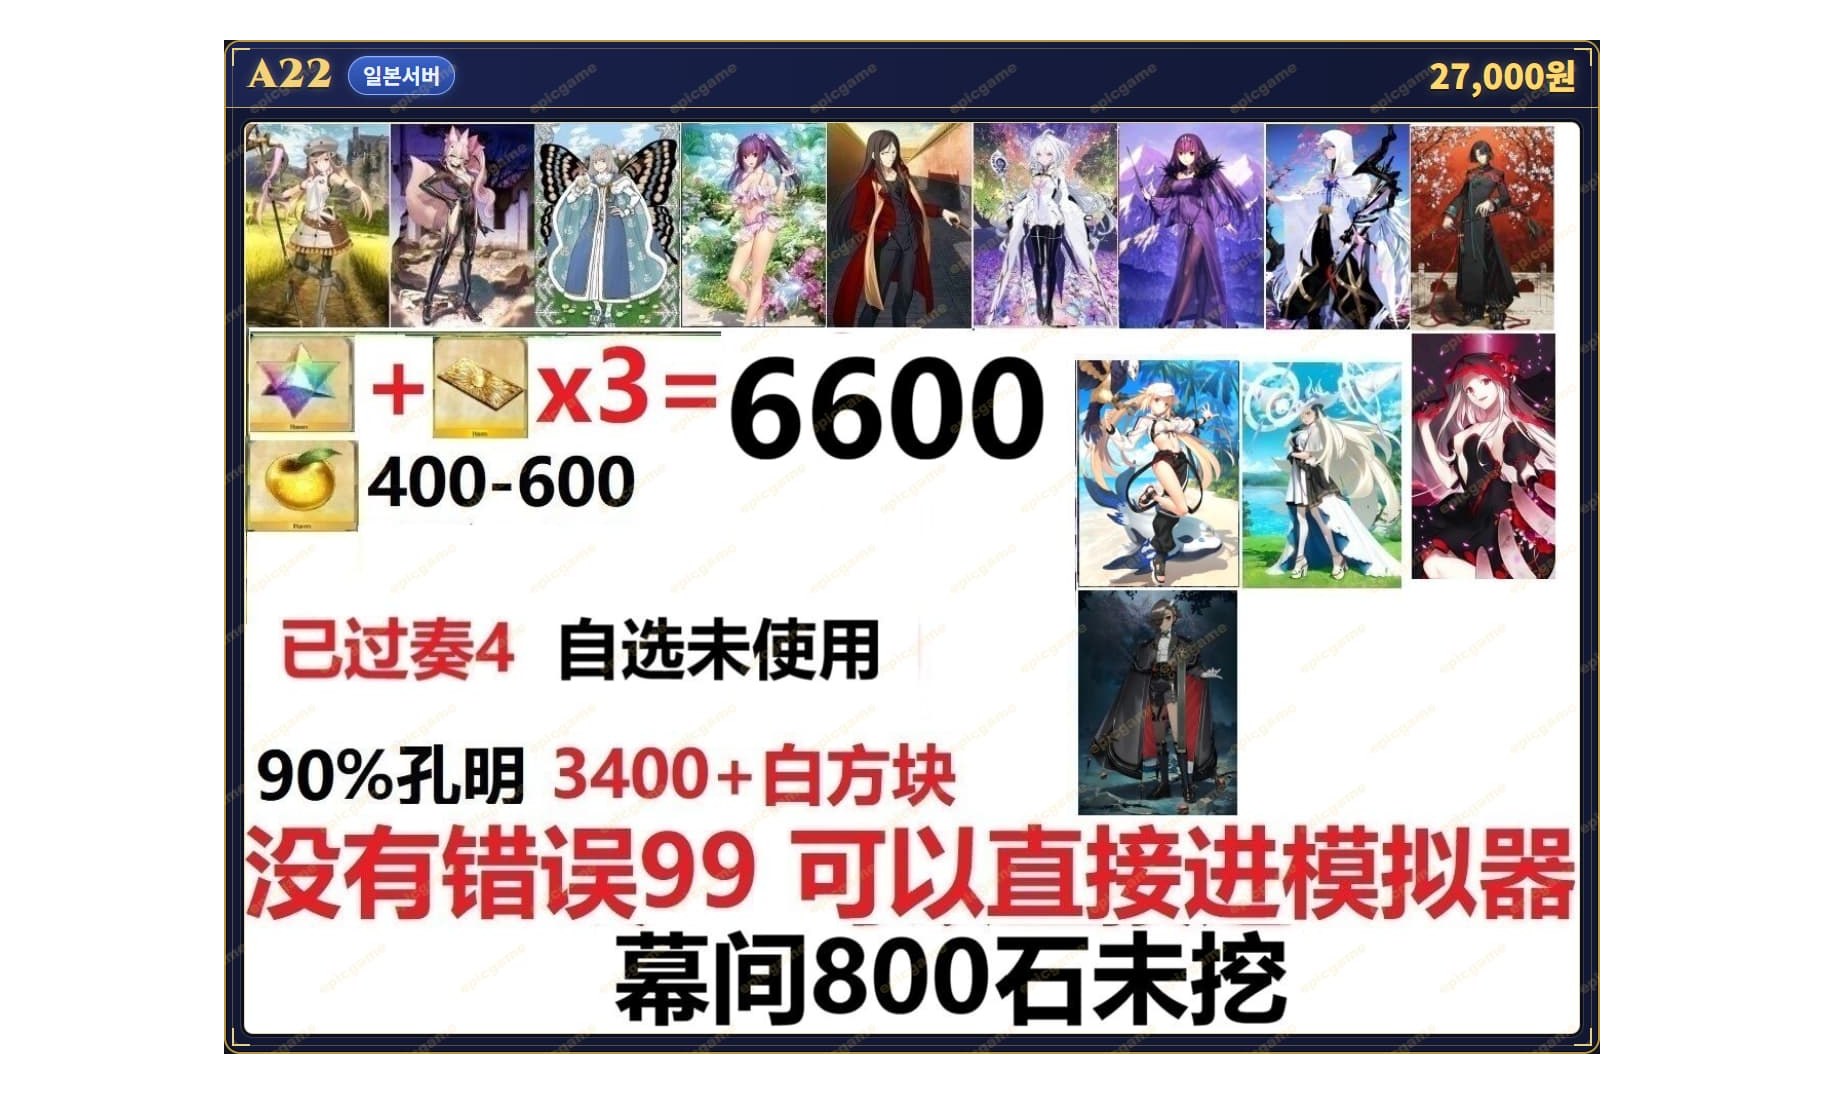 A22 일본서버 27,000원
+ x3= 6600
400-600
已过奏4 自选未使用
90%孔明 3400+白方块
没有错误99 可以直接进模拟器
幕间800石未挖
epicgame